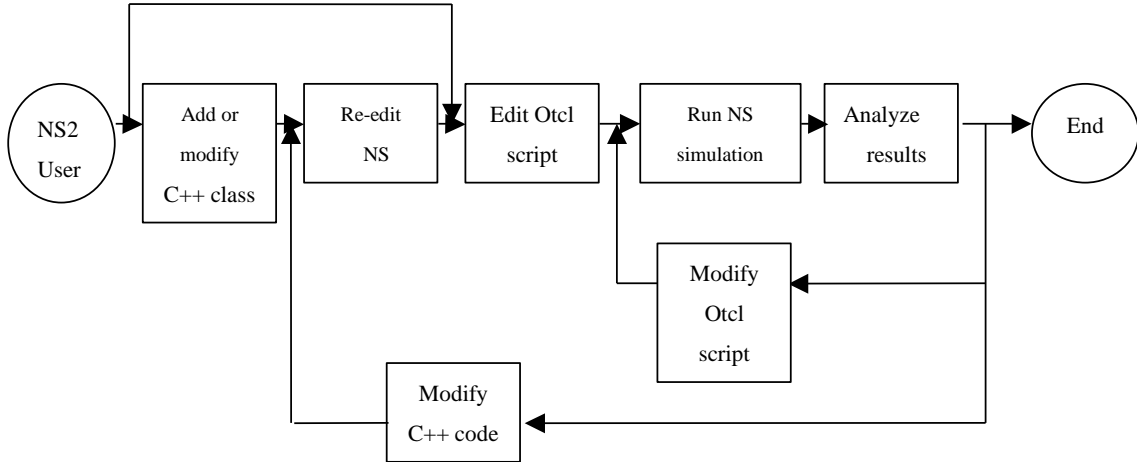 NS2
User
Add or
modify
C++ class
Re-edit
NS
Edit Otcl
script
Run NS
simulation
Analyze
results
End
Modify
Otcl
script
Modify
C++ code